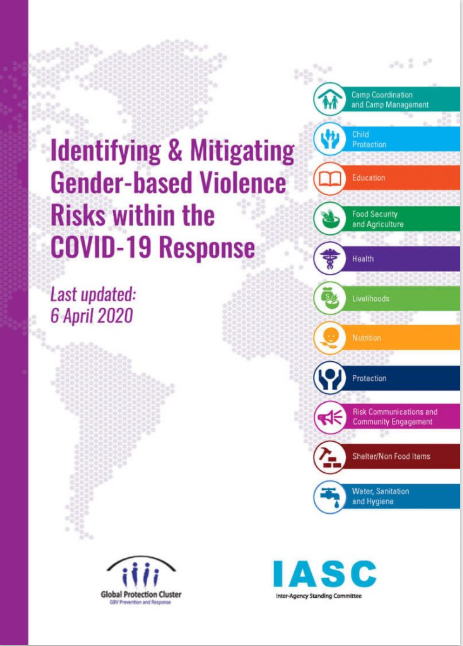 Identifying & Mitigating
Gender-based Violence
Risks within the
COVID-19 Response
Last updated:
6 April 2020
Camp Coordination
and Camp Management
Child
Protection
Education
Food Security
and Agriculture
Health
Livelihoods
Nutrition
Protection
Risk Communications and
Community Engagement
Shelter/Non Food Items
Water, Sanitation
and Hygiene
Global Protection Cluster
GBV Prevention and Response
IASC
Inter-Agency Standing Committee